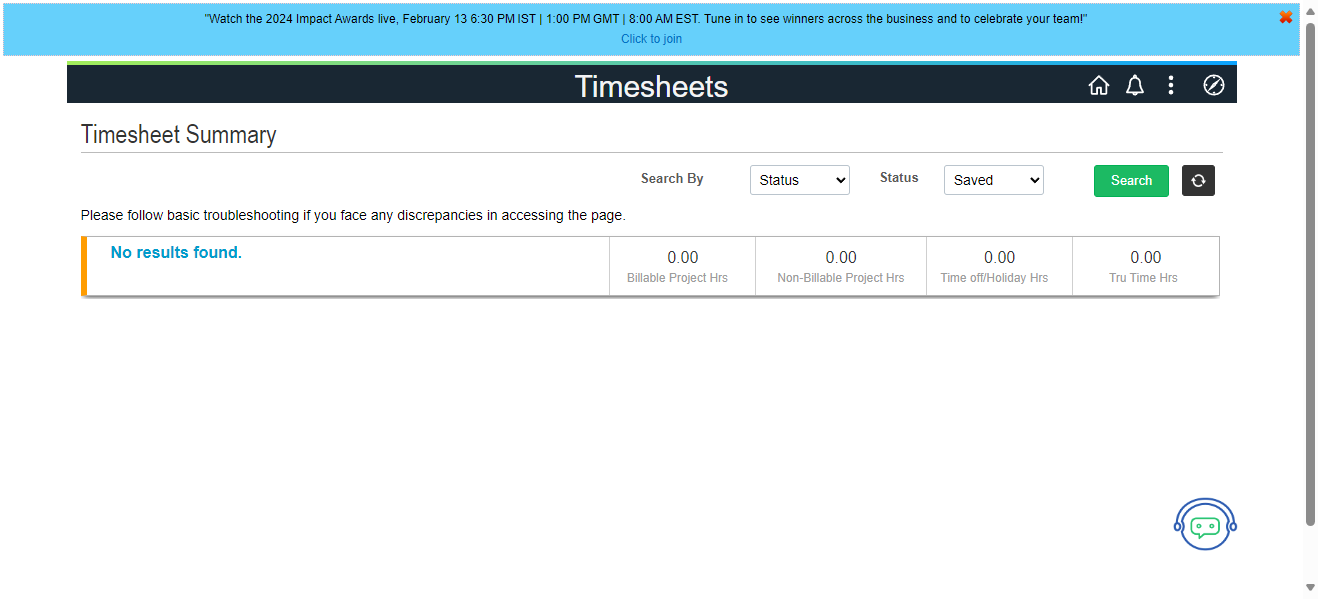 "Watch the 2024 Impact Awards live, February 13 6:30 PM IST | 1:00 PM GMT | 8:00 AM EST. Tune in to see winners across the business and to celebrate your team!"
Click to join
Timesheets
Timesheet Summary
Search By Status Status Saved Search
Please follow basic troubleshooting if you face any discrepancies in accessing the page.
No results found.
0.00 0.00 0.00 0.00
Billable Project Hrs Non-Billable Project Hrs Time off/Holiday Hrs Tru Time Hrs